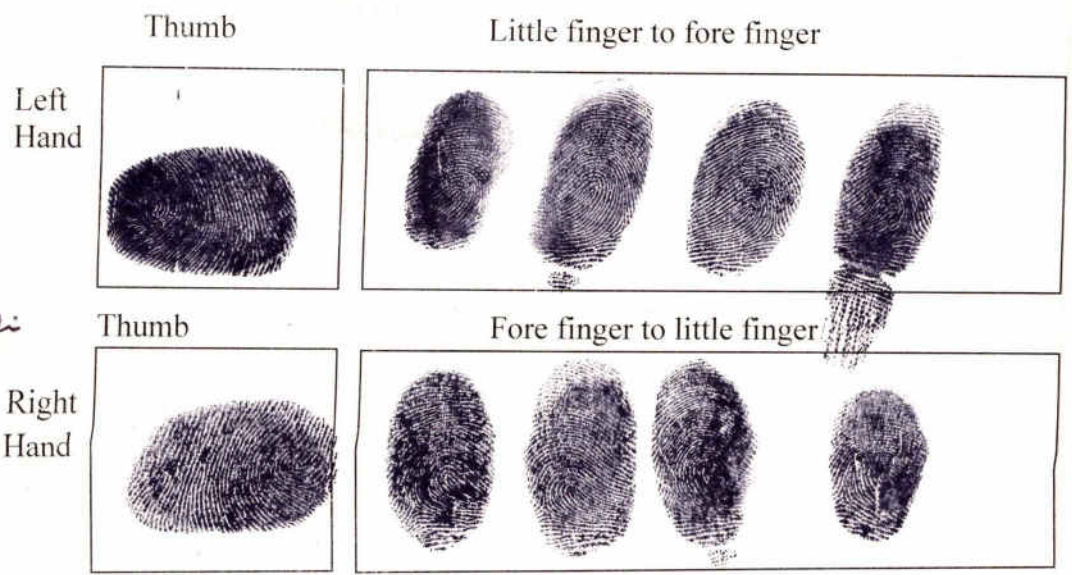 Thumb Little finger to fore finger
Left
Hand
Thumb Fore finger to little finger
Right
Hand